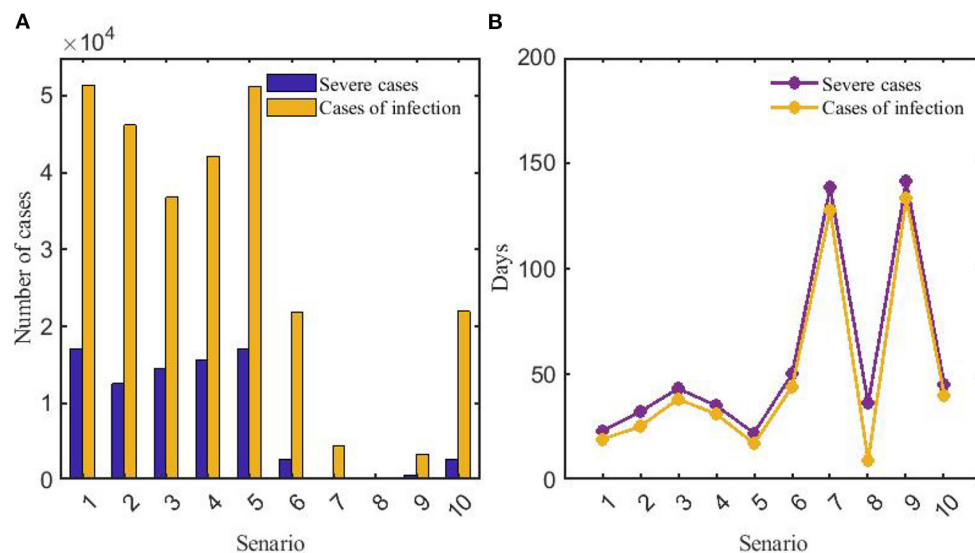 A
×10⁴
Number of cases
5
4
3
2
1
0
Severe cases
Cases of infection
1 2 3 4 5 6 7 8 9 10
Senario
B
Days
200
150
100
50
0
Severe cases
Cases of infection
1 2 3 4 5 6 7 8 9 10
Senario